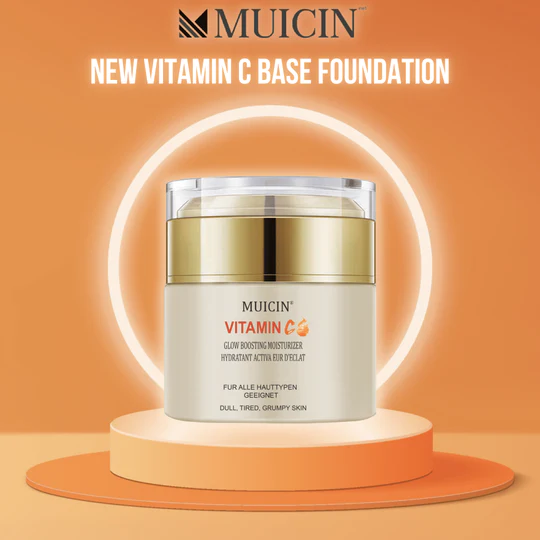 MUICIN™
NEW VITAMIN C BASE FOUNDATION
MUICIN®
VITAMIN C
GLOW BOOSTING MOISTURIZER
HYDRATANT ACTIVA EUR D'ECLAT
FUR ALLE HAUTTYPEN
GEEIGNET
DULL, TIRED, GRUMPY SKIN